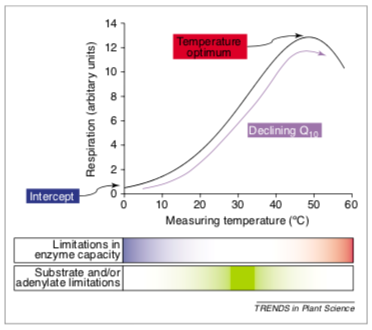 14
12
10
8
6
4
2
0
Respiration (arbitary units)
Temperature
optimum
Declining Q10
Intercept
0 10 20 30 40 50 60
Measuring temperature (ºC)
Limitations in
enzyme capacity
Substrate and/or
adenylate limitations
TRENDS in Plant Science